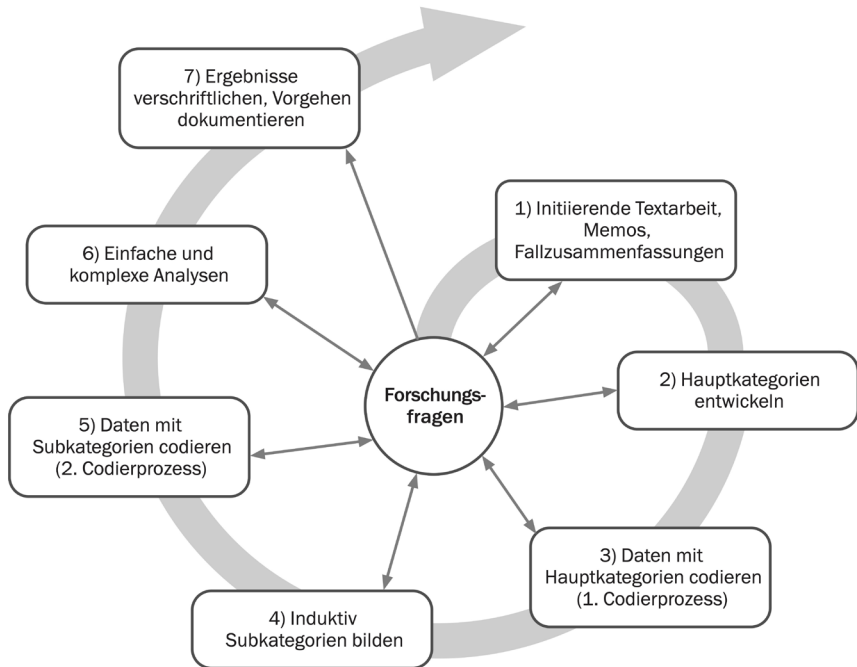 7) Ergebnisse
verschriftlichen, Vorgehen
dokumentieren
1) Initiierende Textarbeit,
Memos,
Fallzusammenfassungen
6) Einfache und
komplexe Analysen
2) Hauptkategorien
entwickeln
Forschungs-
fragen
5) Daten mit
Subkategorien codieren
(2. Codierprozess)
3) Daten mit
Hauptkategorien codieren
(1. Codierprozess)
4) Induktiv
Subkategorien bilden